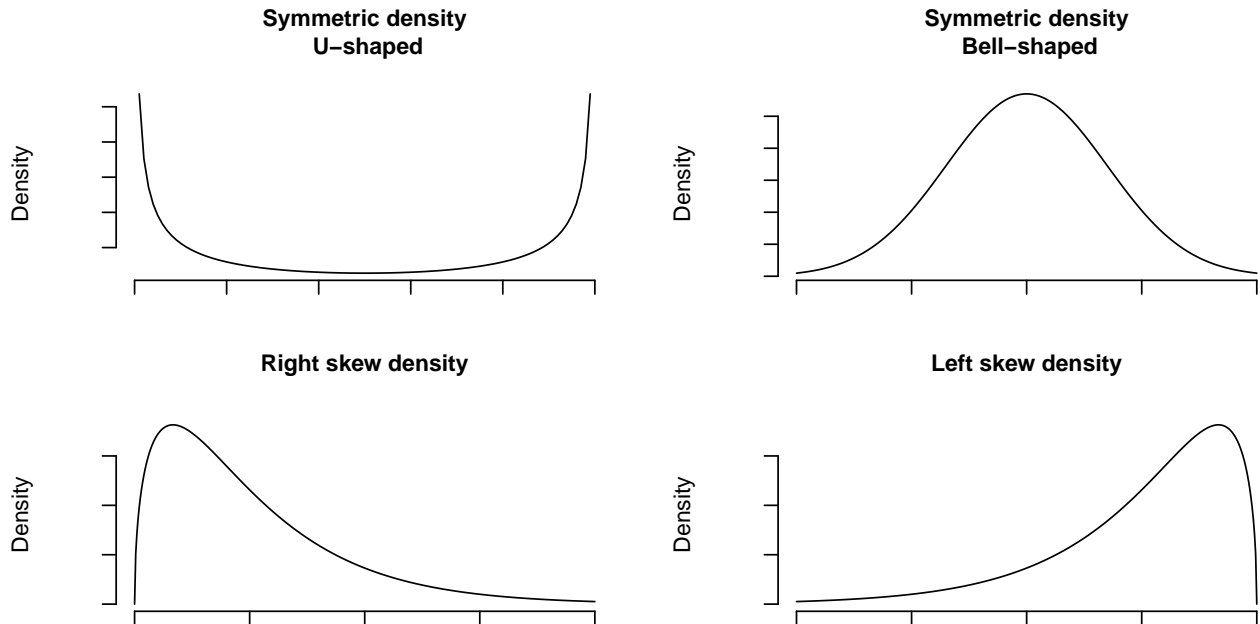 Symmetric density
U−shaped
Density
Symmetric density
Bell−shaped
Density
Right skew density
Density
Left skew density
Density